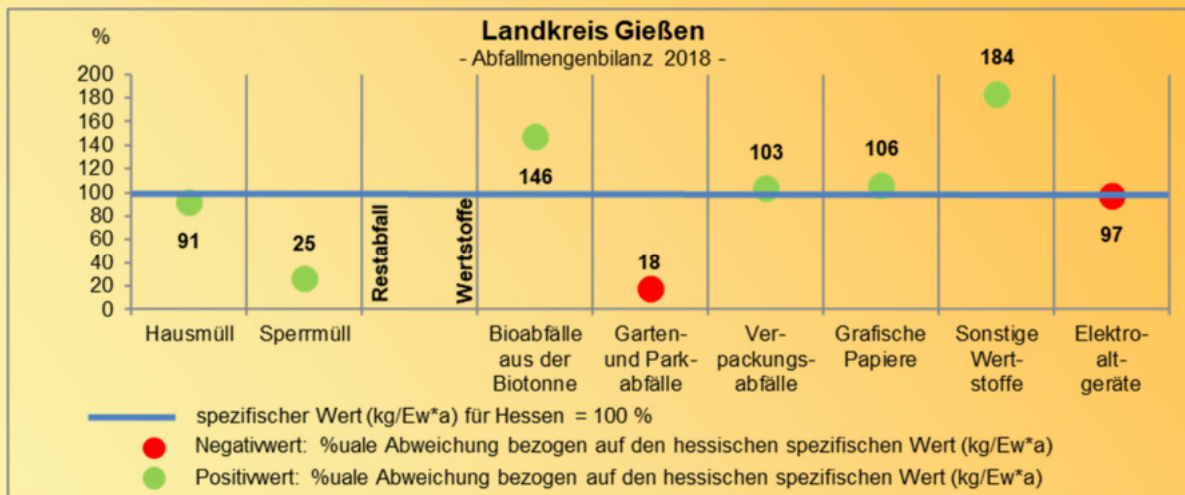 Landkreis Gießen
- Abfallmengenbilanz 2018 -
%
200
180
160
140
120
100
80
60
40
20
0
91
25
Restabfall
Wertstoffe
146
18
103
106
184
97
Hausmüll
Sperrmüll
Bioabfälle
aus der
Biotonne
Garten-
und Park-
abfälle
Ver-
packungs-
abfälle
Grafische
Papiere
Sonstige
Wert-
stoffe
Elektro-
alt-
geräte
spezifischer Wert (kg/Ew*a) für Hessen = 100 %
Negativwert: %uale Abweichung bezogen auf den hessischen spezifischen Wert (kg/Ew*a)
Positivwert: %uale Abweichung bezogen auf den hessischen spezifischen Wert (kg/Ew*a)